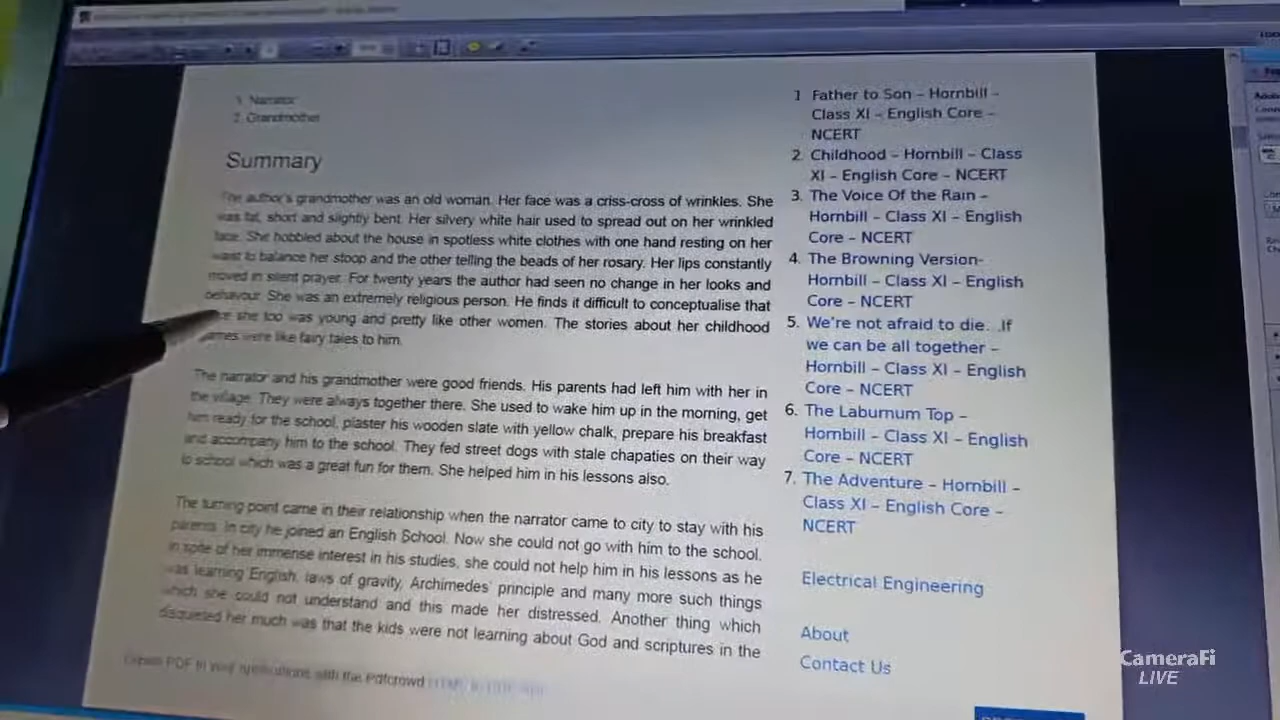 1. Narrator
2. Grandmother
Summary
The author's grandmother was an old woman. Her face was a criss-cross of wrinkles. She
was fat, short and slightly bent. Her silvery white hair used to spread out on her wrinkled
face. She hobbled about the house in spotless white clothes with one hand resting on her
waist to balance her stoop and the other telling the beads of her rosary. Her lips constantly
moved in silent prayer. For twenty years the author had seen no change in her looks and
behavour. She was an extremely religious person. He finds it difficult to conceptualise that
she too was young and pretty like other women. The stories about her childhood
games were like fairy tales to him.
The narrator and his grandmother were good friends. His parents had left him with her in
the village. They were always together there. She used to wake him up in the morning, get
him ready for the school, plaster his wooden slate with yellow chalk, prepare his breakfast
and accompany him to the school. They fed street dogs with stale chapaties on their way
to school which was a great fun for them. She helped him in his lessons also.
The turning point came in their relationship when the narrator came to city to stay with his
parents. In city he joined an English School. Now she could not go with him to the school.
In spite of her immense interest in his studies, she could not help him in his lessons as he
was learning English, laws of gravity, Archimedes' principle and many more such things
which she could not understand and this made her distressed. Another thing which
disquieted her much was that the kids were not learning about God and scriptures in the
PDF in your applications with the Pdfcrowd
1 Father to Son – Hornbill –
Class XI – English Core –
NCERT
2. Childhood – Hornbill – Class
XI – English Core – NCERT
3. The Voice Of the Rain –
Hornbill – Class XI – English
Core – NCERT
4. The Browning Version-
Hornbill – Class XI – English
Core – NCERT
5. We're not afraid to die. .If
we can be all together –
Hornbill – Class XI – English
Core – NCERT
6. The Laburnum Top –
Hornbill – Class XI – English
Core – NCERT
7. The Adventure – Hornbill –
Class XI – English Core –
NCERT
Electrical Engineering
About
Contact Us
CameraFi
LIVE